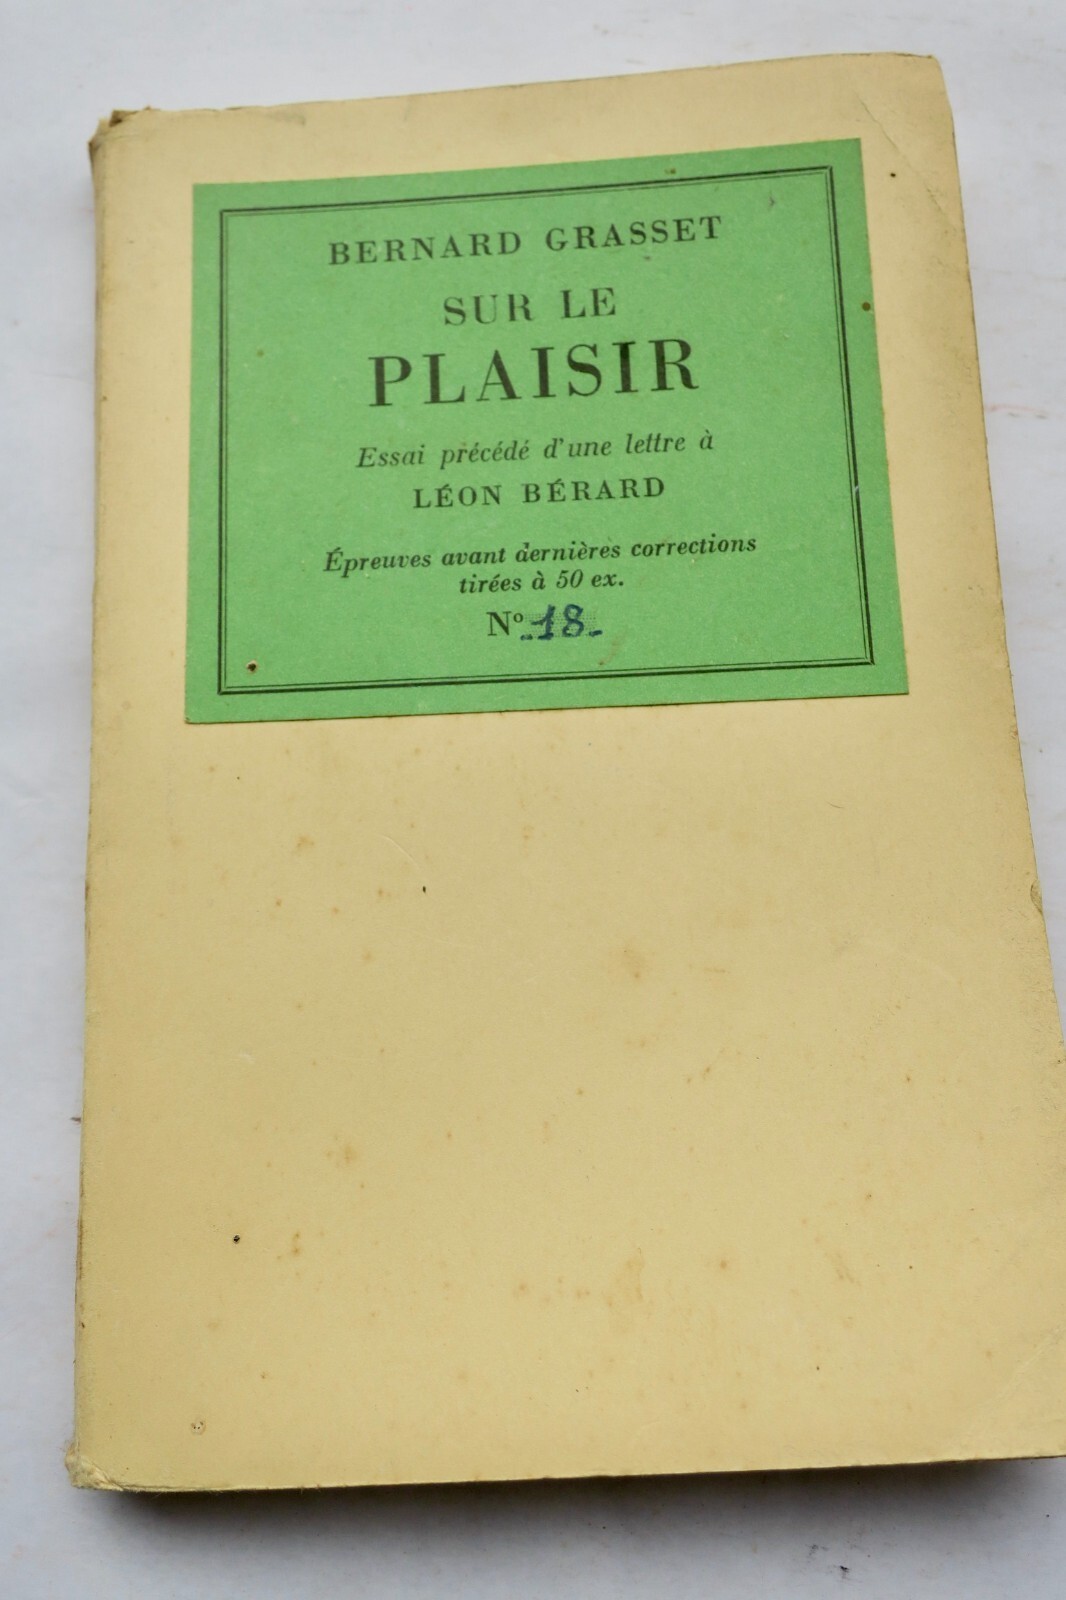 BERNARD GRASSET
SUR LE
PLAISIR
Essai précédé d'une lettre à
LÉON BÉRARD
Épreuves avant dernières corrections
tirées à 50 ex.
Nº 18